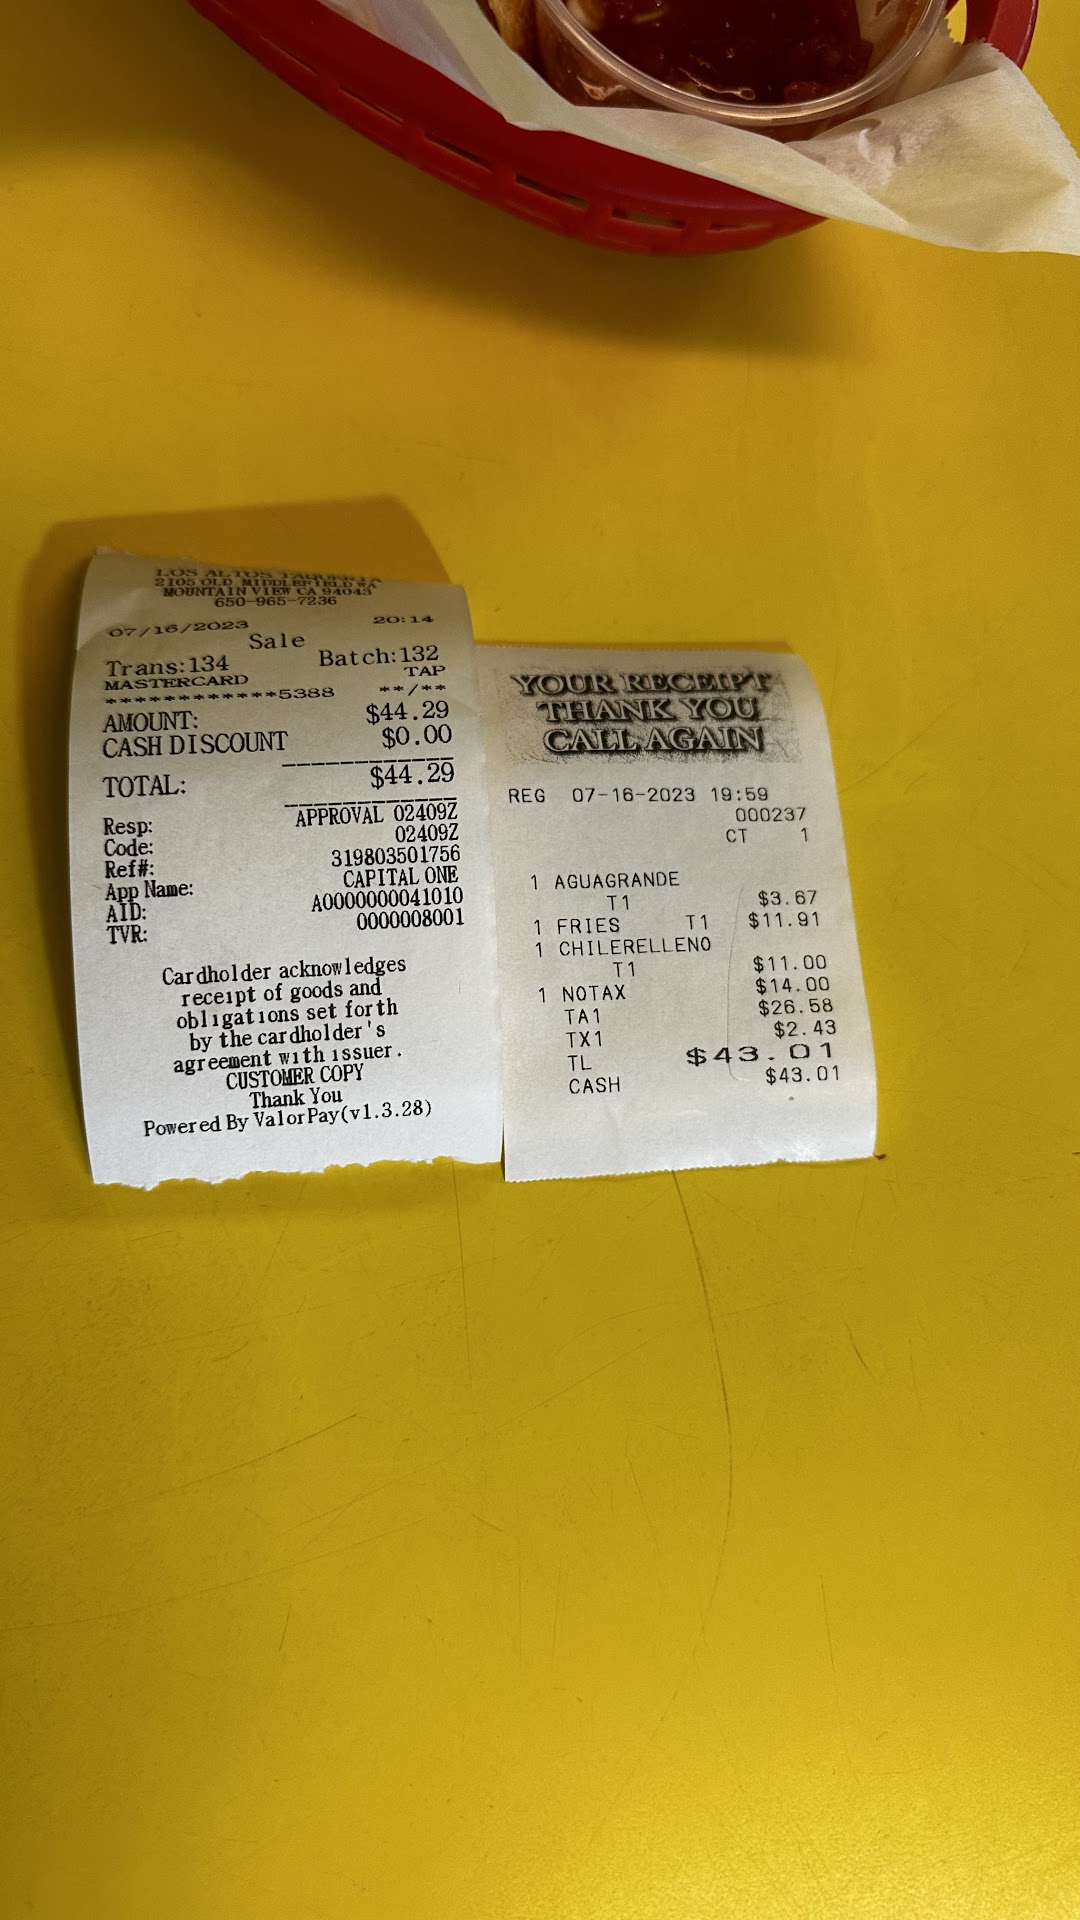 LOS ALTOS TAQUERIA
2105 OLD MIDDLEFIELD WA
MOUNTAIN VIEW CA 94043
650-965-7236
07/16/2023 20:14
Sale
Trans:134 Batch:132
MASTERCARD TAP
************5388 **/**
AMOUNT: $44.29
CASH DISCOUNT $0.00
TOTAL: $44.29
Resp: APPROVAL 02409Z
Code: 02409Z
Ref#: 319803501756
App Name: CAPITAL ONE
AID: A0000000041010
TVR: 0000008001
Cardholder acknowledges
receipt of goods and
obligations set forth
by the cardholder's
agreement with issuer.
CUSTOMER COPY
Thank You
Powered By ValorPay(v1.3.28)
YOUR RECEIPT
THANK YOU
CALL AGAIN
REG 07-16-2023 19:59
000237
CT 1
1 AGUAGRANDE
T1 $3.67
1 FRIES T1 $11.91
1 CHILERELLENO
T1 $11.00
1 NOTAX $14.00
TA1 $26.58
TX1 $2.43
TL $43.01
CASH $43.01